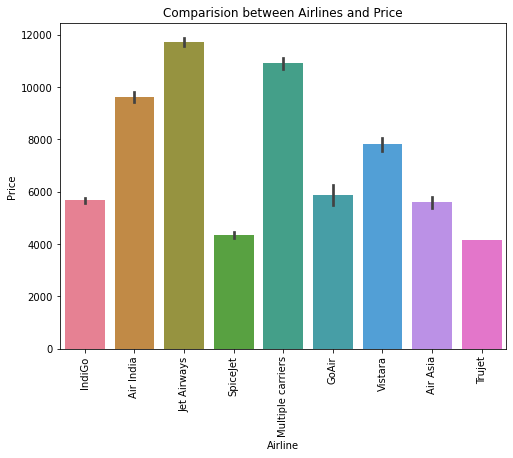 Comparision between Airlines and Price
12000
10000
8000
6000
4000
2000
0
Price
IndiGo
Air India
Jet Airways
SpiceJet
Multiple carriers
GoAir
Vistara
Air Asia
Trujet
Airline